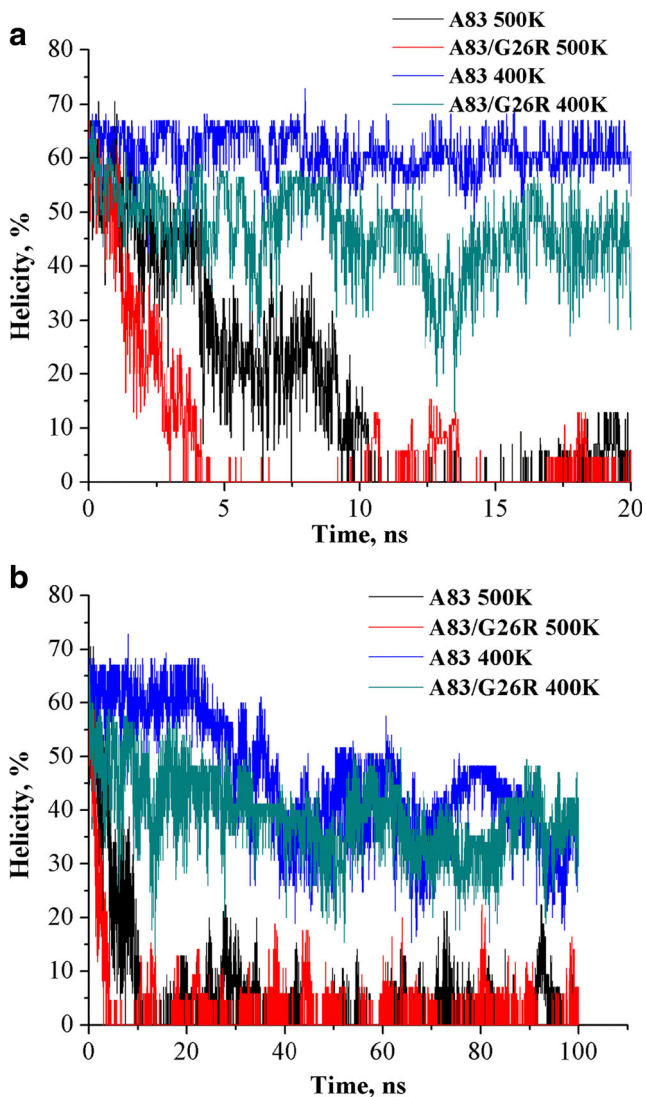 a
A83 500K
A83/G26R 500K
A83 400K
A83/G26R 400K
80
70
60
50
40
30
20
10
0
Helicity, %
0 5 10 15 20
Time, ns
b
A83 500K
A83/G26R 500K
A83 400K
A83/G26R 400K
80
70
60
50
40
30
20
10
0
Helicity, %
0 20 40 60 80 100
Time, ns